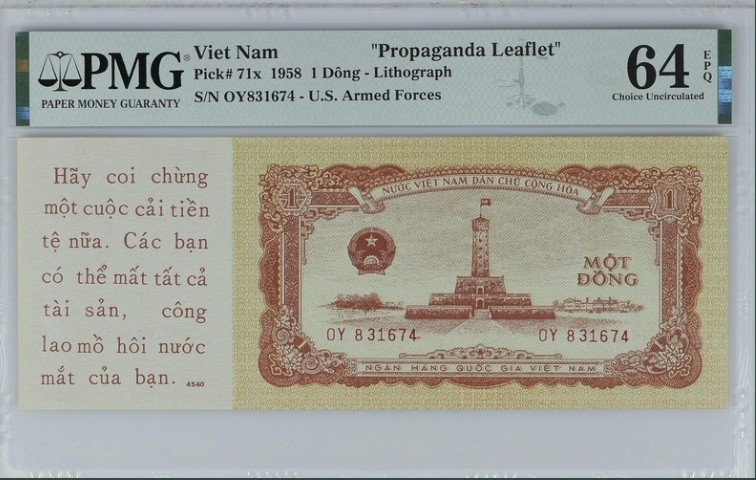 PMG®
PAPER MONEY GUARANTY
Viet Nam "Propaganda Leaflet"
Pick# 71x 1958 1 Dông - Lithograph
S/N OY831674 - U.S. Armed Forces
64 EPQ
Choice Uncirculated
Hãy coi chừng
một cuộc cải tiền
tệ nữa. Các bạn
có thể mất tất cả
tài sản, công
lao mồ hôi nước
mắt của bạn. 4540
NƯỚC VIỆT NAM DÂN CHỦ CỘNG HÒA
1 1
MỘT
ĐỒNG
OY 831674 OY 831674
NGÂN HÀNG QUỐC GIA VIỆT NAM